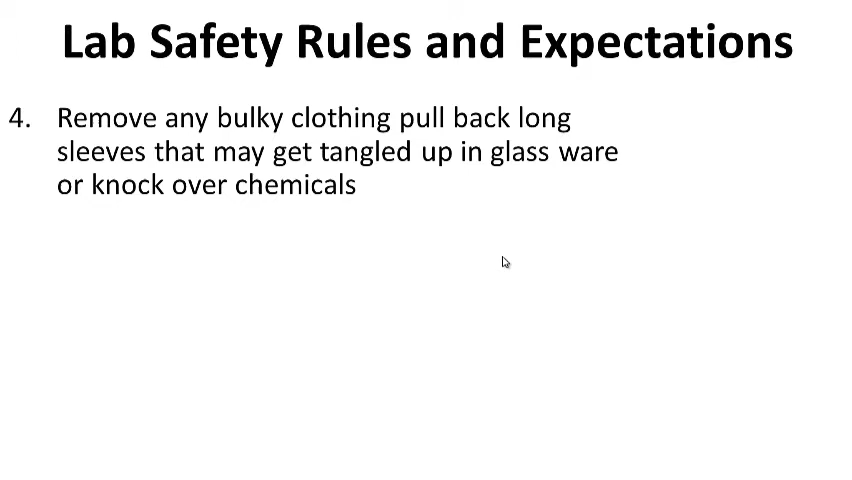 Lab Safety Rules and Expectations
4. Remove any bulky clothing pull back long
sleeves that may get tangled up in glass ware
or knock over chemicals